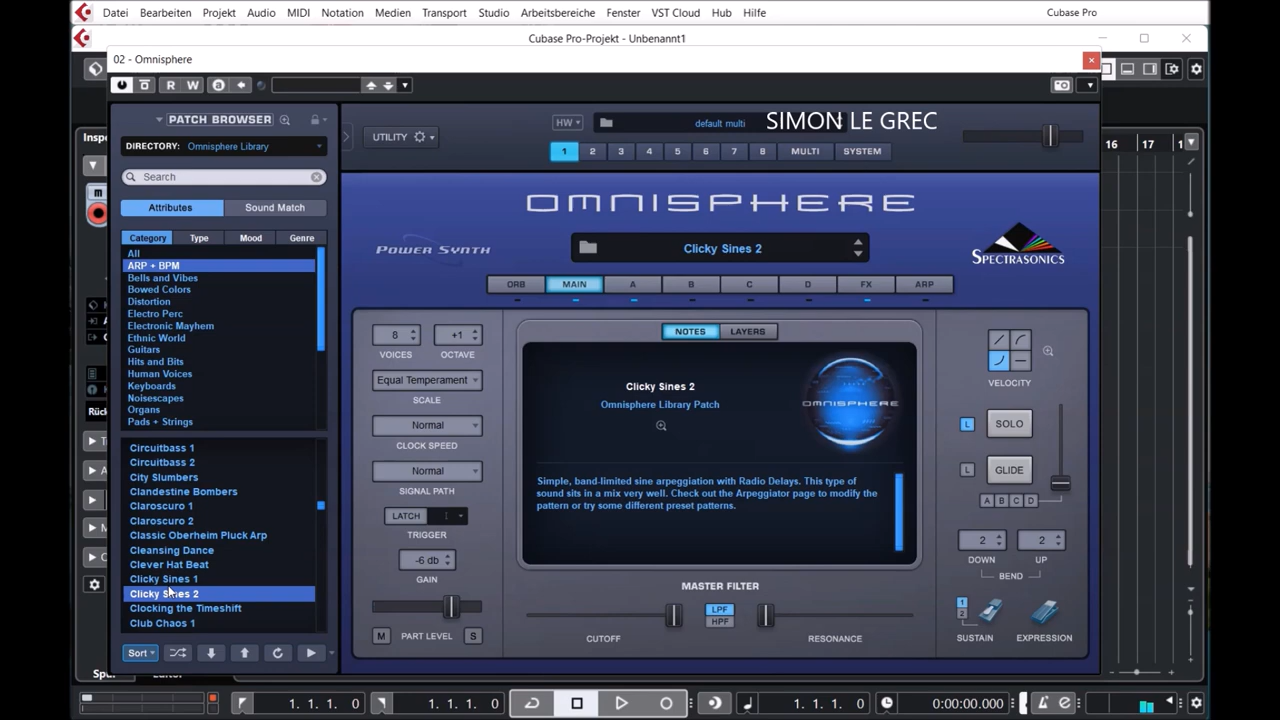 Datei Bearbeiten Projekt Audio MIDI Notation Medien Transport Studio Arbeitsbereiche Fenster VST Cloud Hub Hilfe Cubase Pro
Cubase Pro-Projekt - Unbenannt1
02 - Omnisphere
R W
PATCH BROWSER
DIRECTORY: Omnisphere Library
Search
Attributes Sound Match
Category Type Mood Genre
All
ARP + BPM
Bells and Vibes
Bowed Colors
Distortion
Electro Perc
Electronic Mayhem
Ethnic World
Guitars
Hits and Bits
Human Voices
Keyboards
Noisescapes
Organs
Pads + Strings
Circuitbass 1
Circuitbass 2
City Slumbers
Clandestine Bombers
Claroscuro 1
Claroscuro 2
Classic Oberheim Pluck Arp
Cleansing Dance
Clever Hat Beat
Clicky Sines 1
Clicky Sines 2
Clocking the Timeshift
Club Chaos 1
Sort
UTILITY
HW
default multi
SIMON LE GREC
1 2 3 4 5 6 7 8 MULTI SYSTEM
OMNISPHERE
POWER SYNTH
Clicky Sines 2
SPECTRASONICS
ORB MAIN A B C D FX ARP
8 +1
VOICES OCTAVE
Equal Temperament
SCALE
Normal
CLOCK SPEED
Normal
SIGNAL PATH
LATCH
TRIGGER
-6 db
GAIN
M PART LEVEL S
NOTES LAYERS
Clicky Sines 2
Omnisphere Library Patch
OMNISPHERE
Simple, band-limited sine arpeggiation with Radio Delays. This type of
sound sits in a mix very well. Check out the Arpeggiator page to modify the
pattern or try some different preset patterns.
MASTER FILTER
LPF
HPF
CUTOFF RESONANCE
VELOCITY
L SOLO
L GLIDE
A B C D
2 2
DOWN UP
BEND
1
2
SUSTAIN EXPRESSION
m
16 17
1. 1. 1. 0 1. 1. 1. 0 1. 1. 1. 0 0:00:00.000